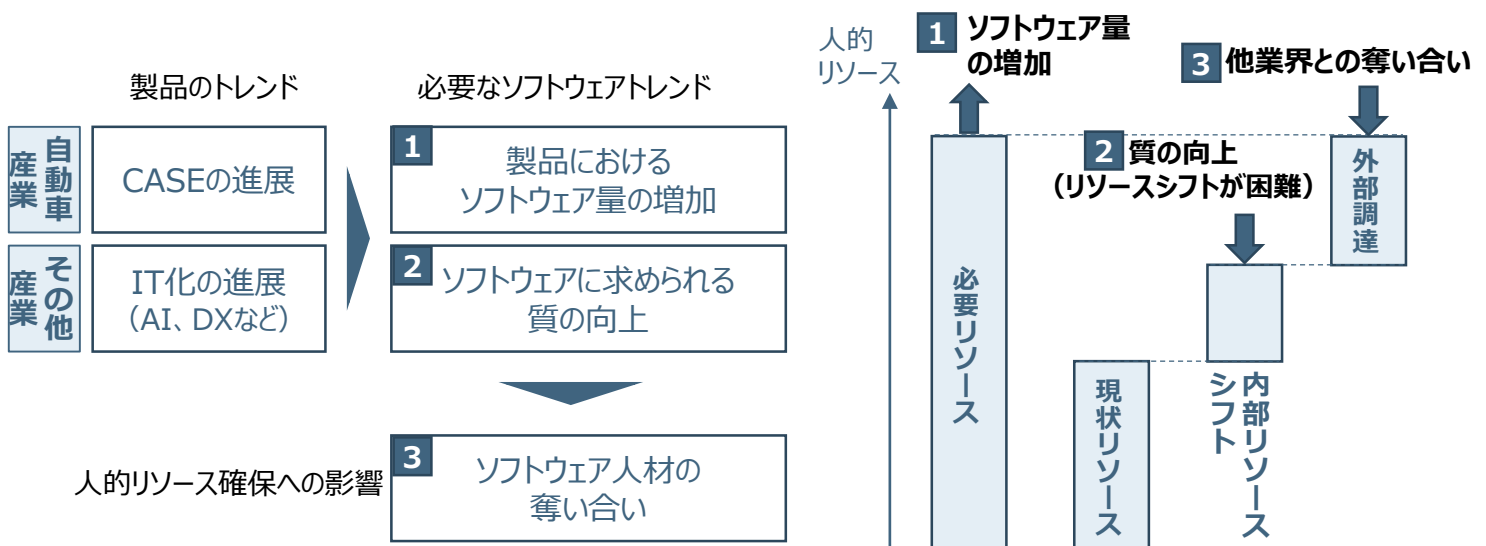 製品のトレンド
必要なソフトウェアトレンド
自動車
産業
CASEの進展
1
製品における
ソフトウェア量の増加
その他
産業
IT化の進展
（AI、DXなど）
2
ソフトウェアに求められる
質の向上
人的リソース確保への影響
3
ソフトウェア人材の
奪い合い
人的
リソース
1
ソフトウェア量
の増加
必要リソース
現状リソース
2
質の向上
（リソースシフトが困難）
内部リソース
シフト
3
他業界との奪い合い
外部調達